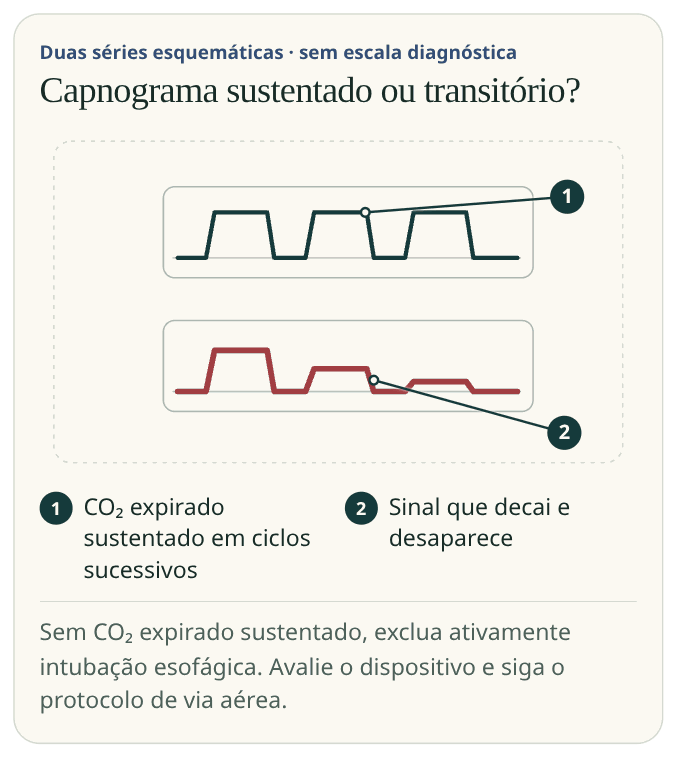 Duas séries esquemáticas · sem escala diagnóstica
Capnograma sustentado ou transitório?
1
2
1 CO₂ expirado
sustentado em ciclos
sucessivos
2 Sinal que decai e
desaparece
Sem CO₂ expirado sustentado, exclua ativamente
intubação esofágica. Avalie o dispositivo e siga o
protocolo de via aérea.